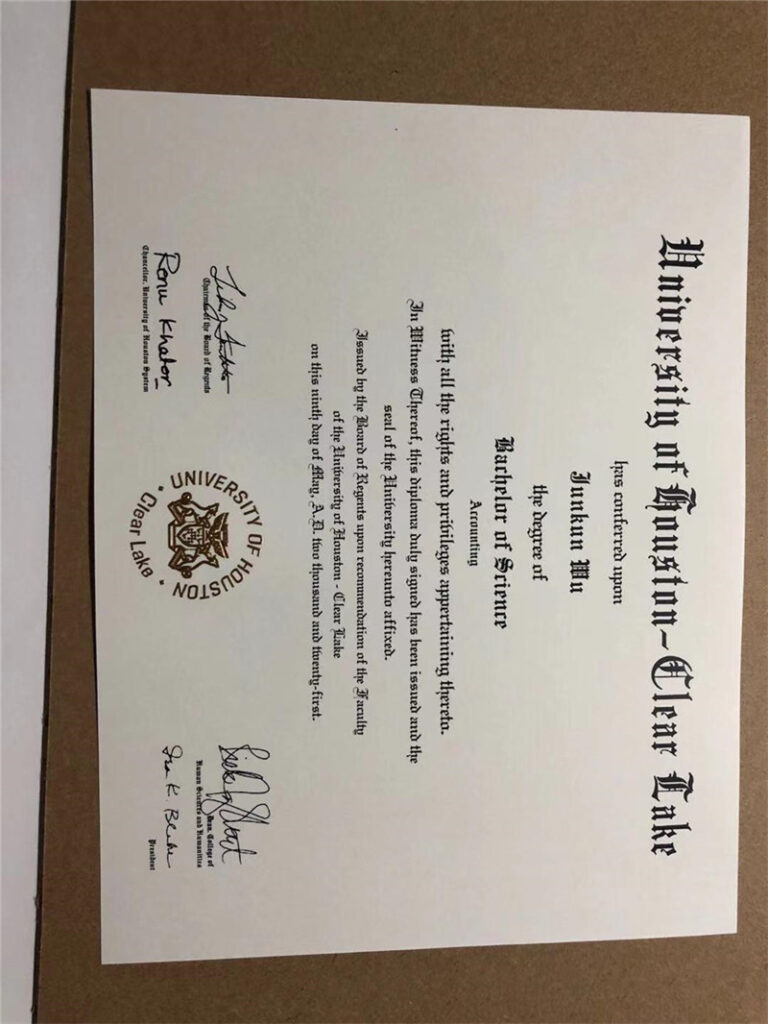 University of Houston-Clear Lake
has conferred upon
Junkun Wu
the degree of
Bachelor of Science
Accounting
with all the rights and privileges appertaining thereto.
In Witness Thereof, this diploma duly signed has been issued and the
seal of the University hereunto affixed.
Issued by the Board of Regents upon recommendation of the Faculty
of the University of Houston - Clear Lake
on this ninth day of May, A.D. two thousand and twenty-first.
Chairman of the Board of Regents
Renu Khator
Chancellor, University of Houston System
UNIVERSITY OF HOUSTON
• Clear Lake •
Dean, College of
Human Sciences and Humanities
Ira K. Blake
President